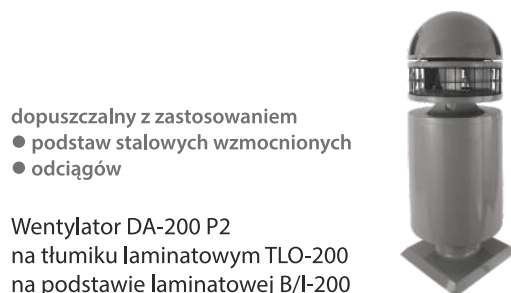 dopuszczalny z zastosowaniem
● podstaw stalowych wzmocnionych
● odciągów
Wentylator DA-200 P2
na tłumiku laminatowym TLO-200
na podstawie laminatowej B/I-200